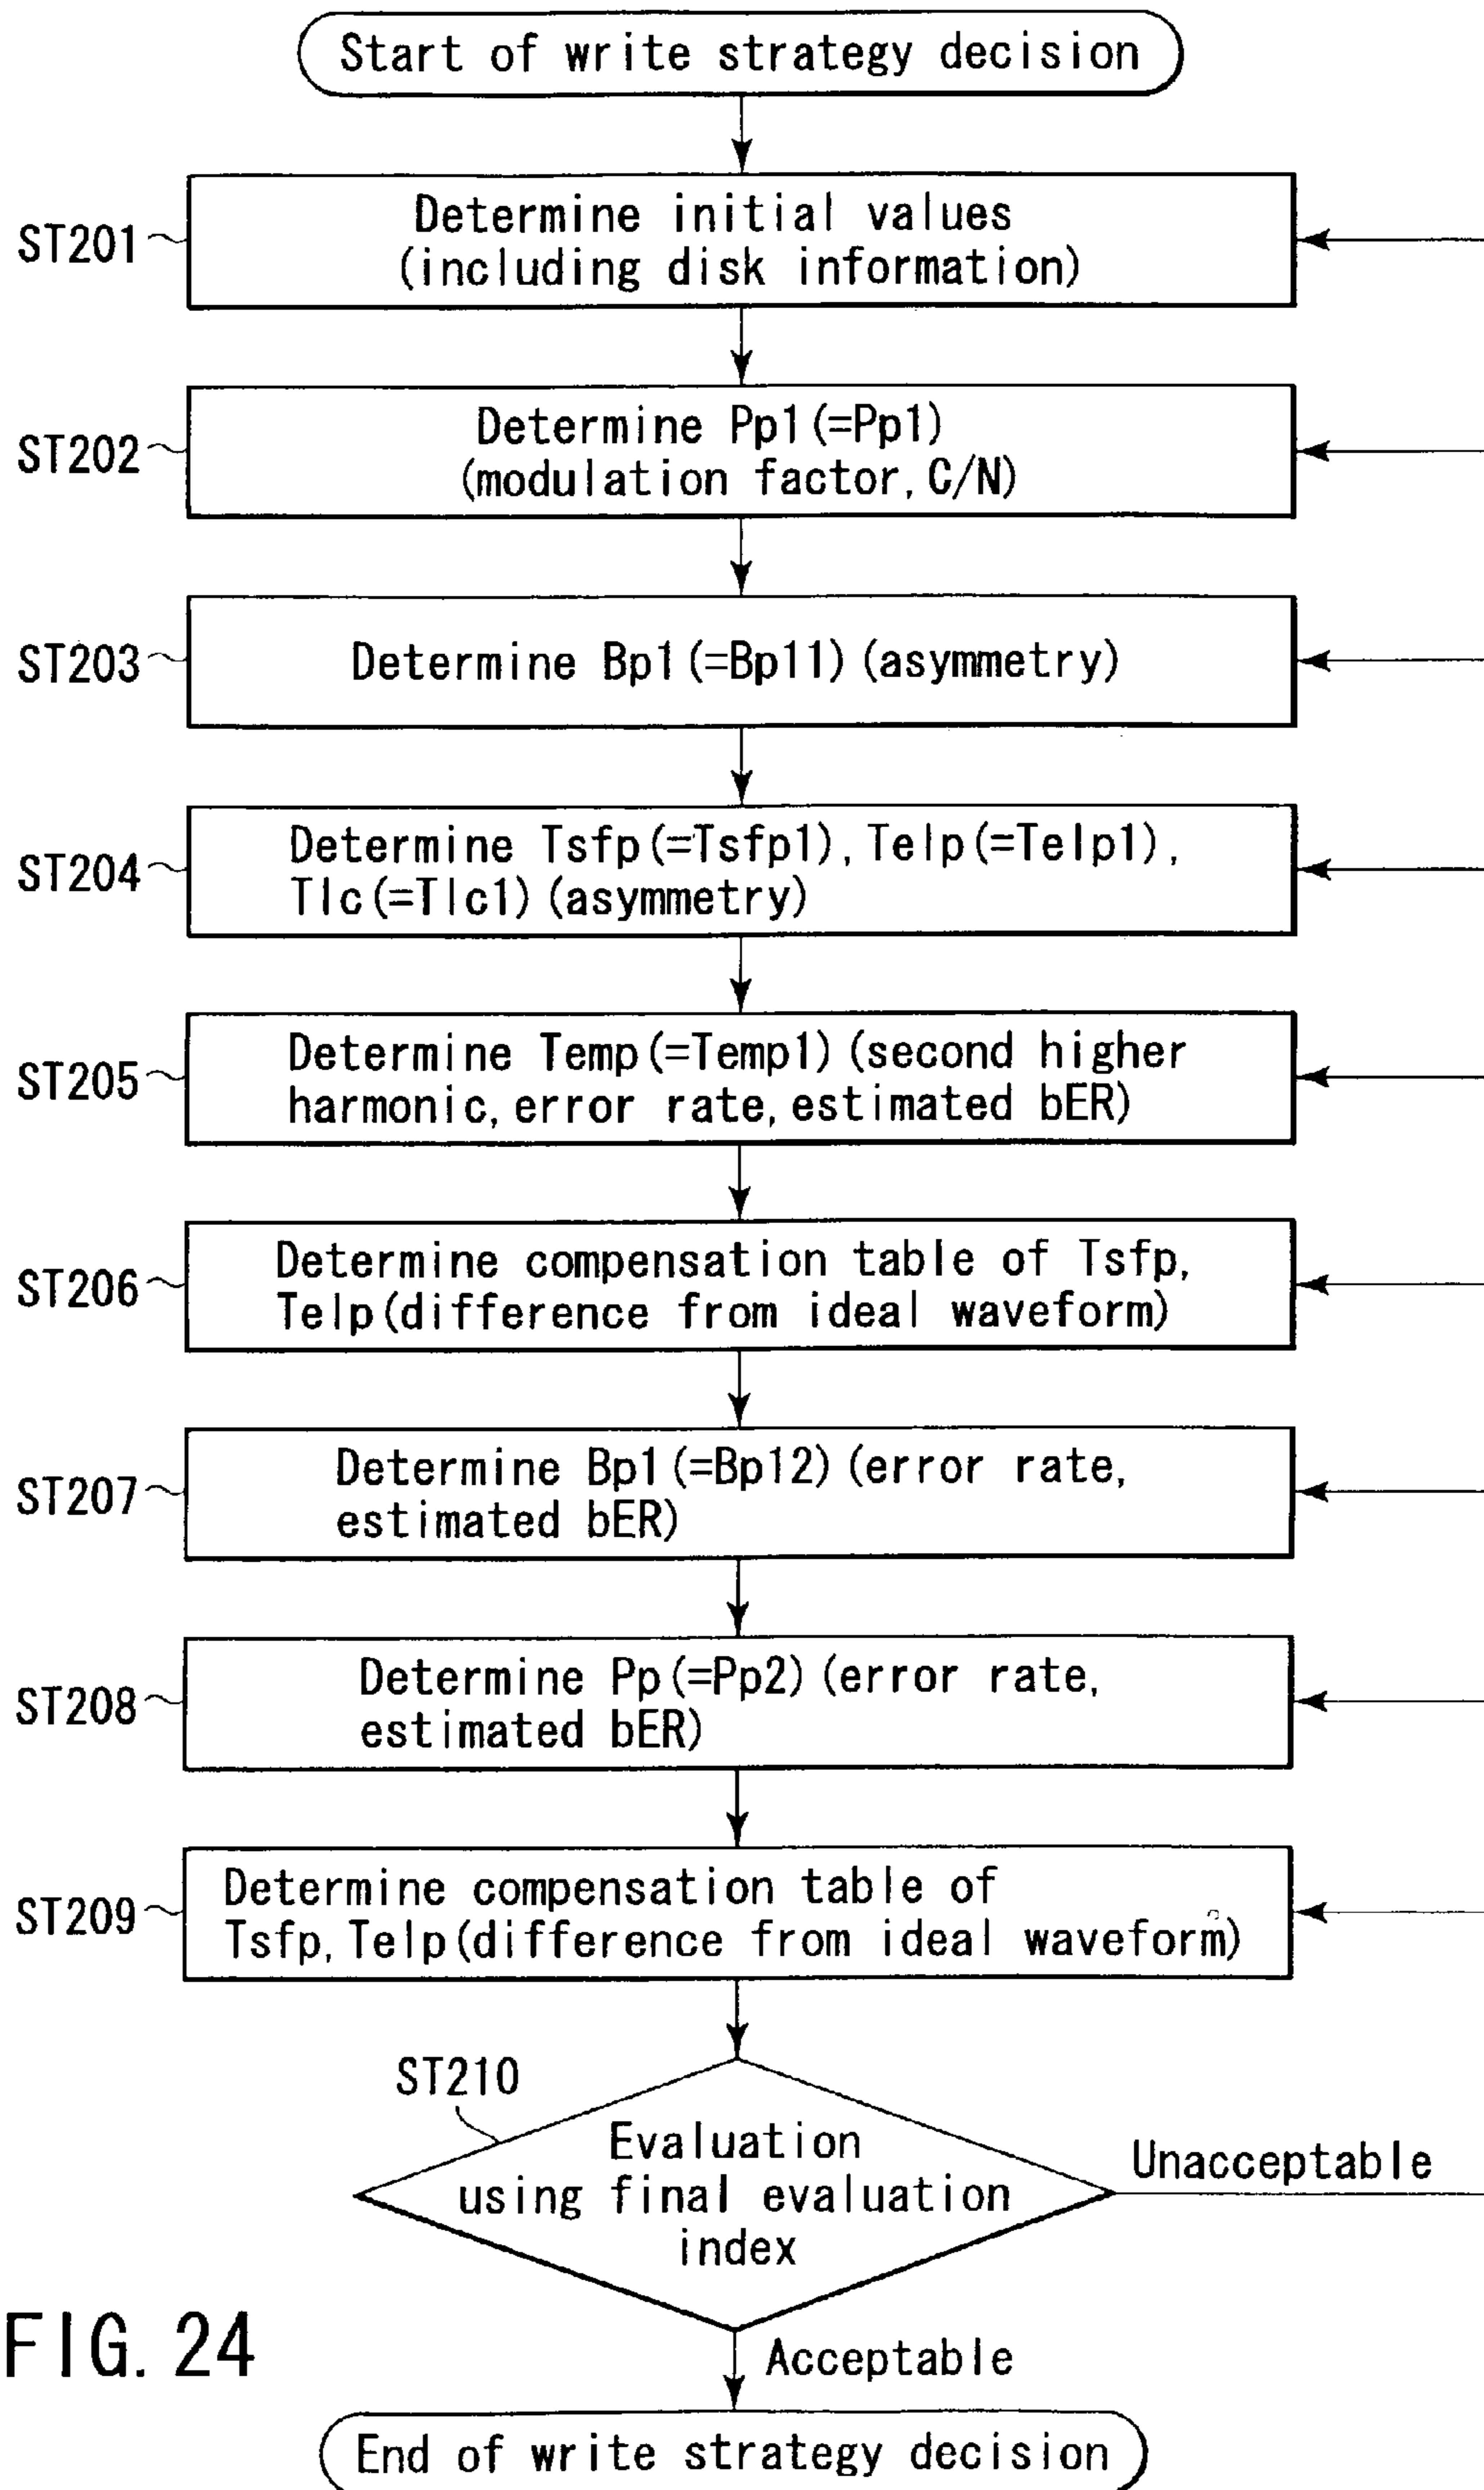 Start of write strategy decision
ST201
Determine initial values
(including disk information)
ST202
Determine Pp1(=Pp1)
(modulation factor, C/N)
ST203
Determine Bp1(=Bp11)(asymmetry)
ST204
Determine Tsfp(=Tsfp1), Telp(=Telp1),
Tlc(=Tlc1)(asymmetry)
ST205
Determine Temp(=Temp1)(second higher
harmonic, error rate, estimated bER)
ST206
Determine compensation table of Tsfp,
Telp(difference from ideal waveform)
ST207
Determine Bp1(=Bp12)(error rate,
estimated bER)
ST208
Determine Pp(=Pp2)(error rate,
estimated bER)
ST209
Determine compensation table of
Tsfp, Telp(difference from ideal waveform)
ST210
Evaluation
using final evaluation
index
Unacceptable
Acceptable
End of write strategy decision
FIG. 24